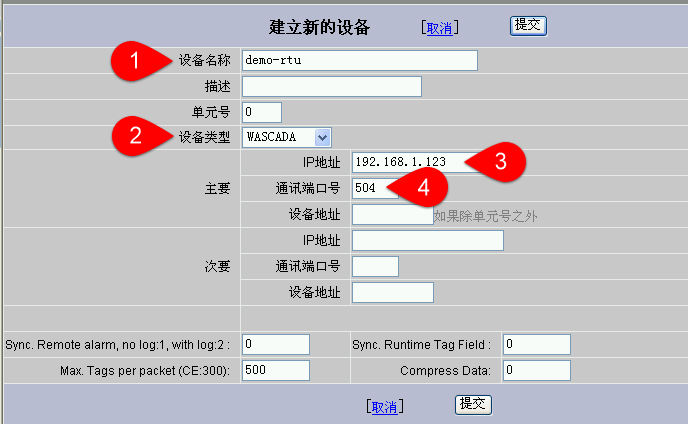 建立新的设备 [取消] 提交
1 设备名称 demo-rtu
描述
单元号 0
2 设备类型 WASCADA
主要
IP地址 192.168.1.123 3
通讯端口号 504 4
设备地址 如果除单元号之外
次要
IP地址
通讯端口号
设备地址
Sync. Remote alarm, no log:1, with log:2 : 0 Sync. Runtime Tag Field : 0
Max. Tags per packet (CE:300): 500 Compress Data: 0
[取消] 提交